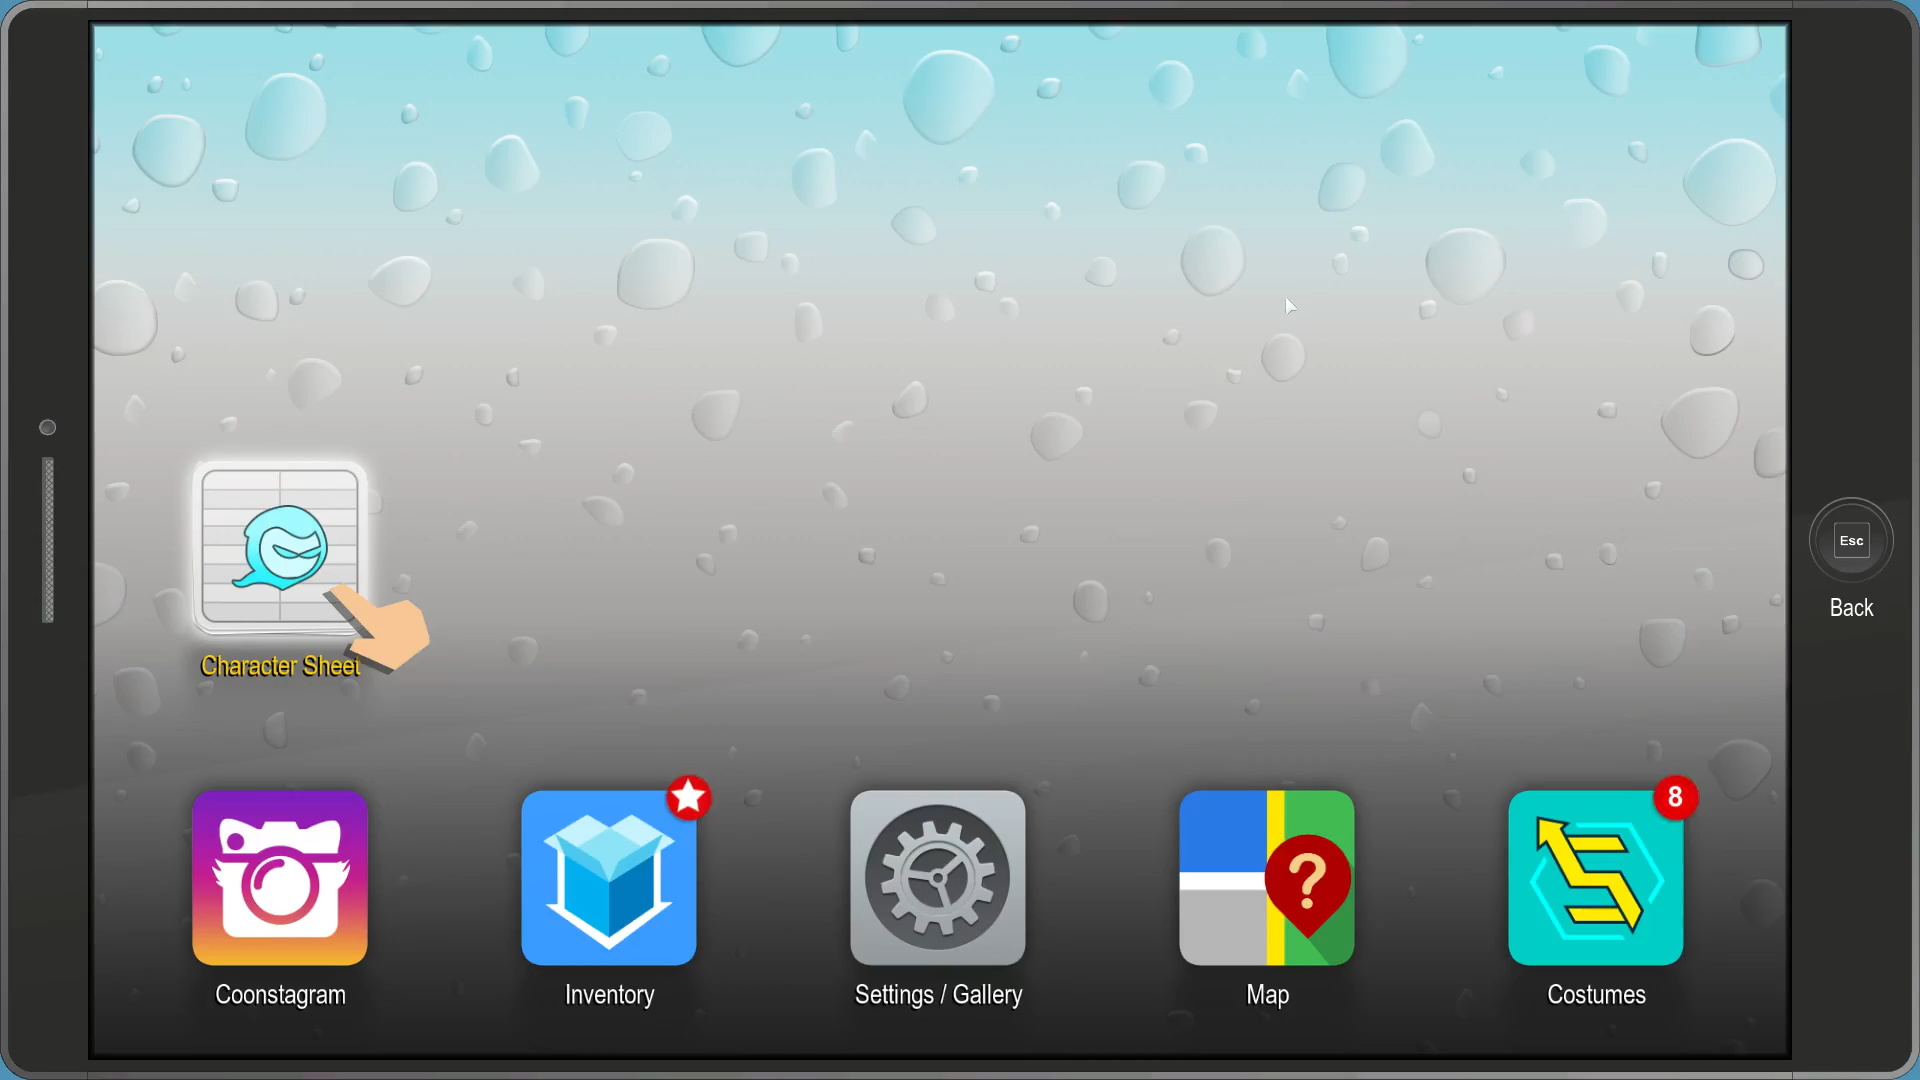 Esc
Back
Character Sheet
8
?
Coonstagram
Inventory
Settings / Gallery
Map
Costumes